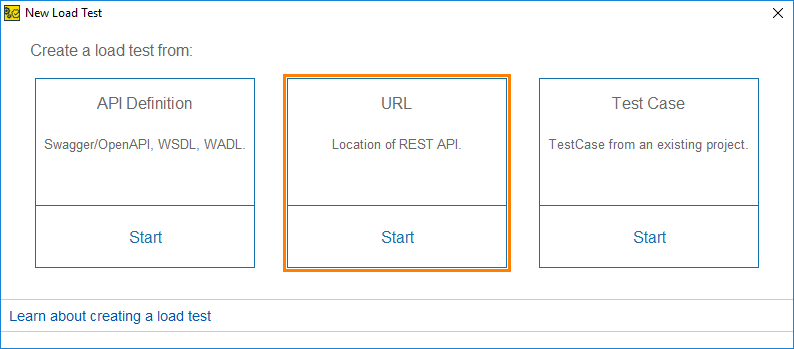 New Load Test
Create a load test from:
API Definition
Swagger/OpenAPI, WSDL, WADL.
Start
URL
Location of REST API.
Start
Test Case
TestCase from an existing project.
Start
Learn about creating a load test